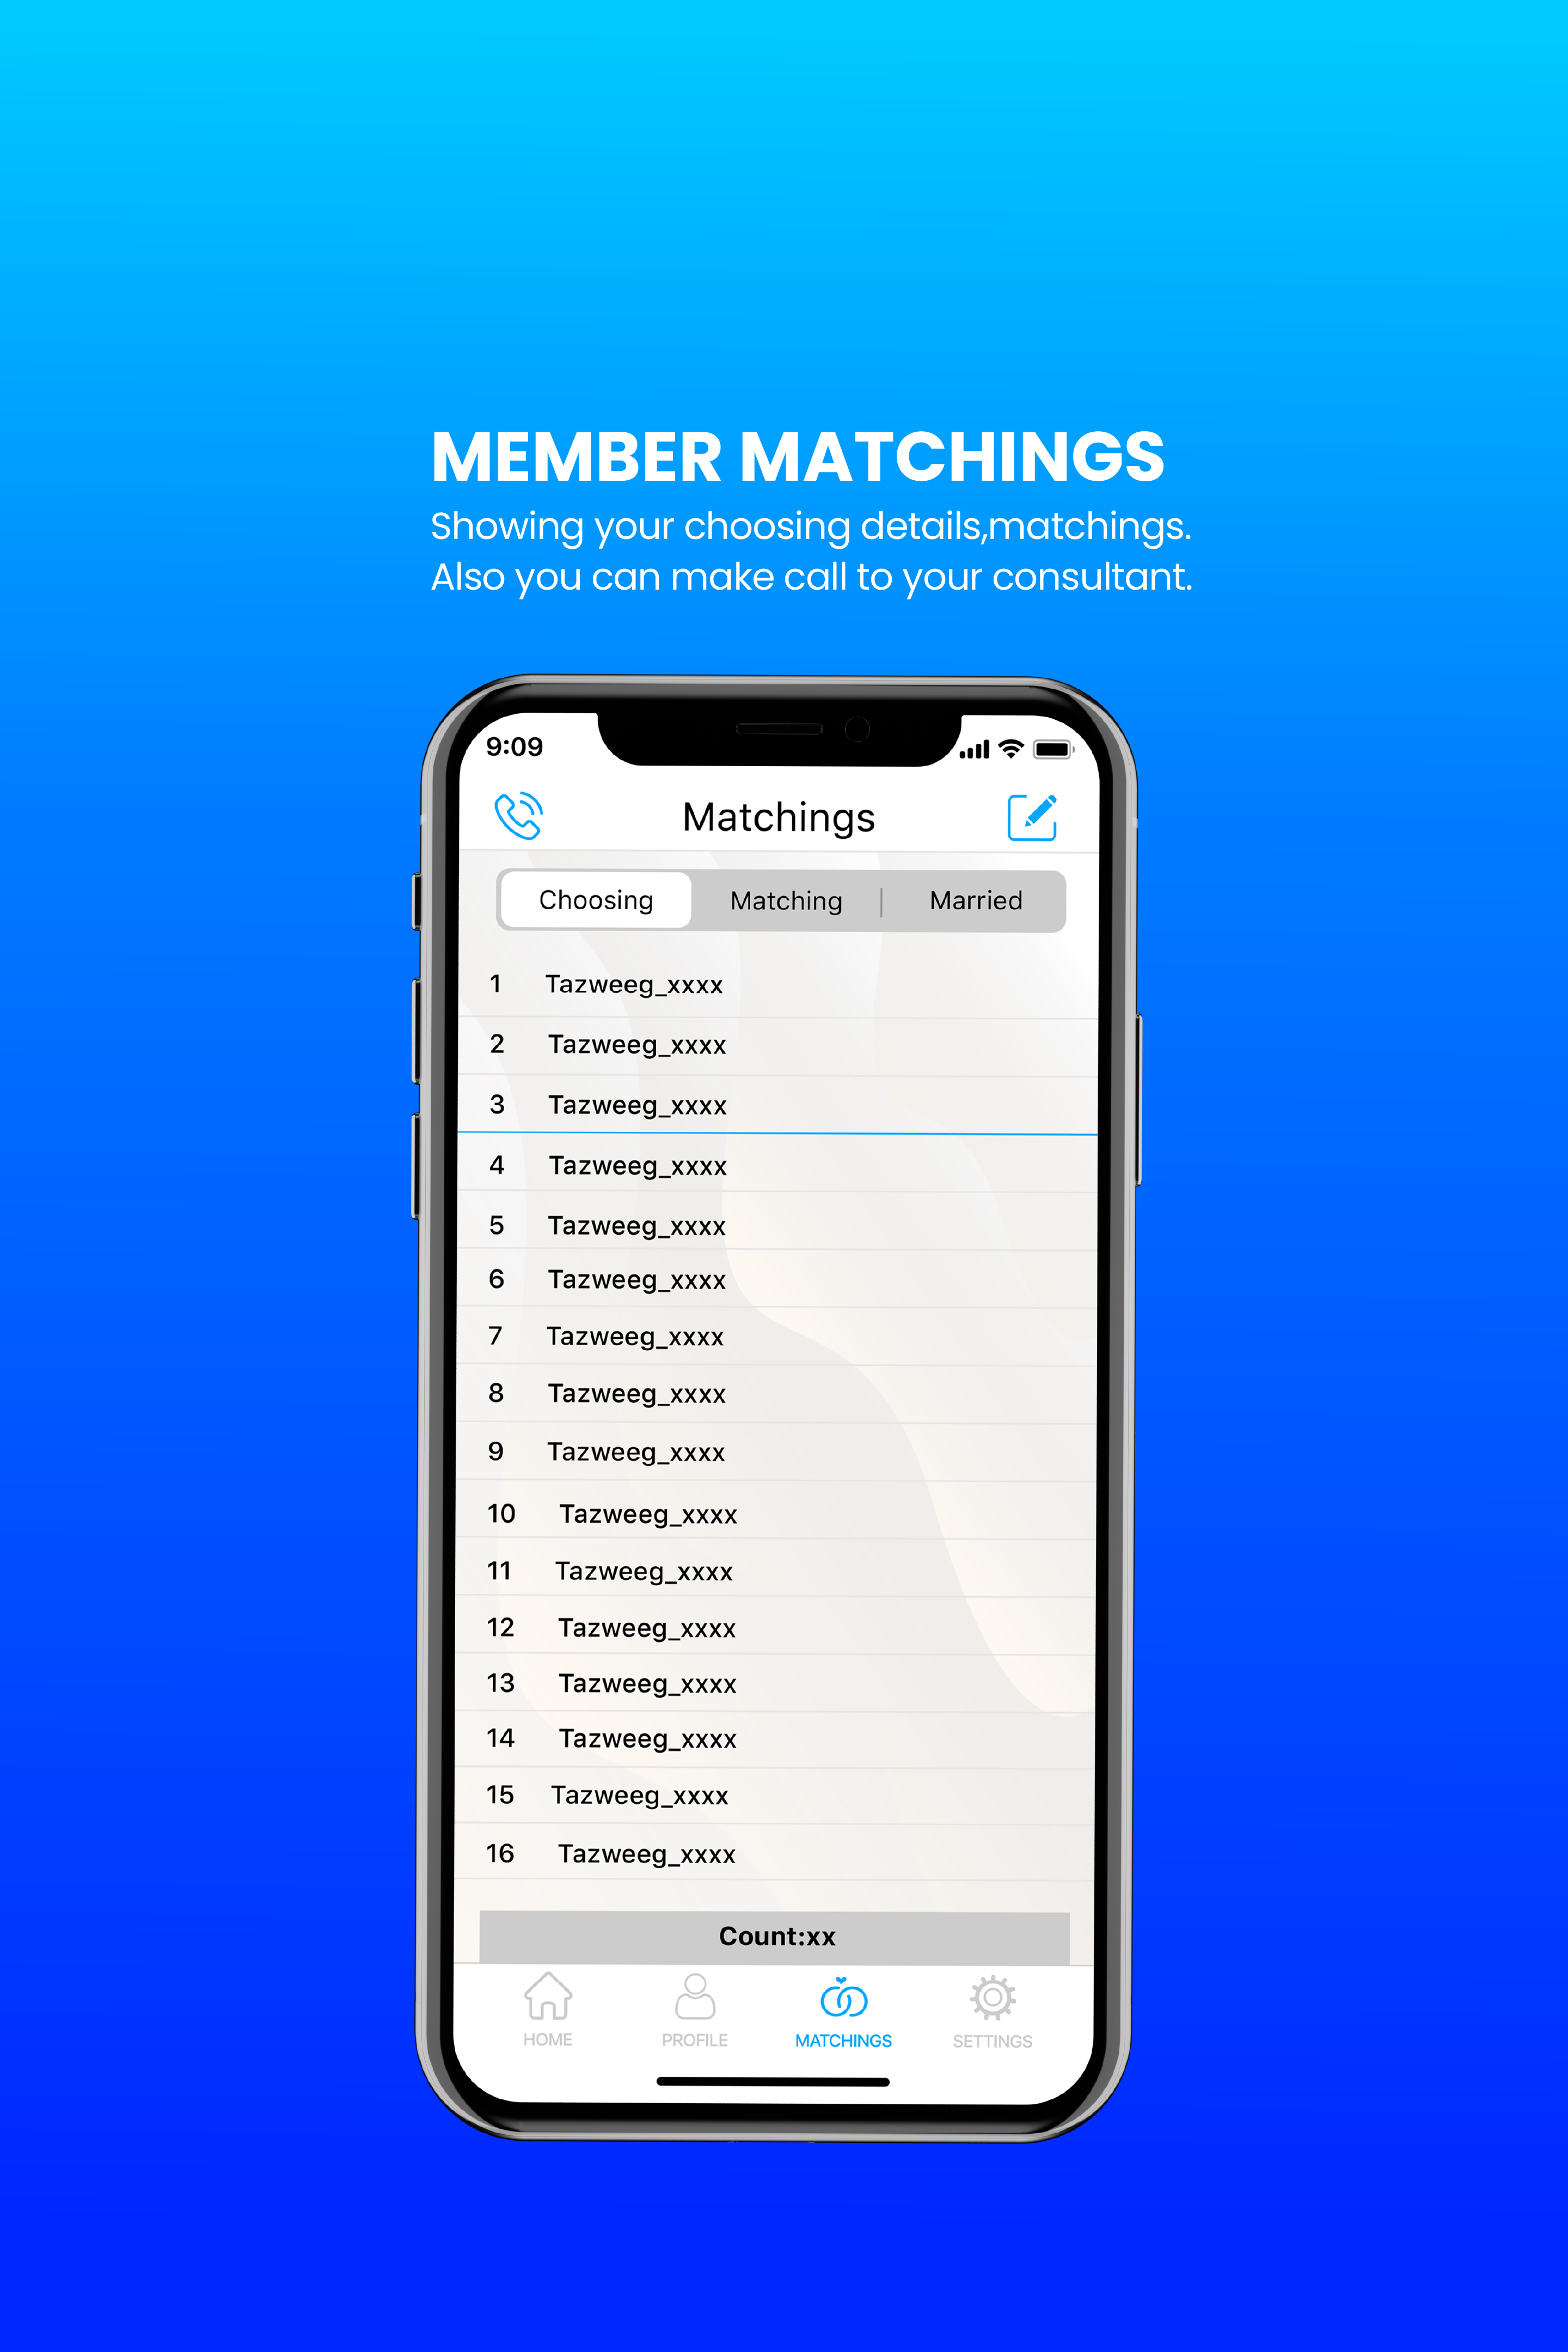 MEMBER MATCHINGS
Showing your choosing details,matchings.
Also you can make call to your consultant.
9:09
Matchings
Choosing Matching Married
1 Tazweeg_xxxx
2 Tazweeg_xxxx
3 Tazweeg_xxxx
4 Tazweeg_xxxx
5 Tazweeg_xxxx
6 Tazweeg_xxxx
7 Tazweeg_xxxx
8 Tazweeg_xxxx
9 Tazweeg_xxxx
10 Tazweeg_xxxx
11 Tazweeg_xxxx
12 Tazweeg_xxxx
13 Tazweeg_xxxx
14 Tazweeg_xxxx
15 Tazweeg_xxxx
16 Tazweeg_xxxx
Count:xx
HOME PROFILE MATCHINGS SETTINGS